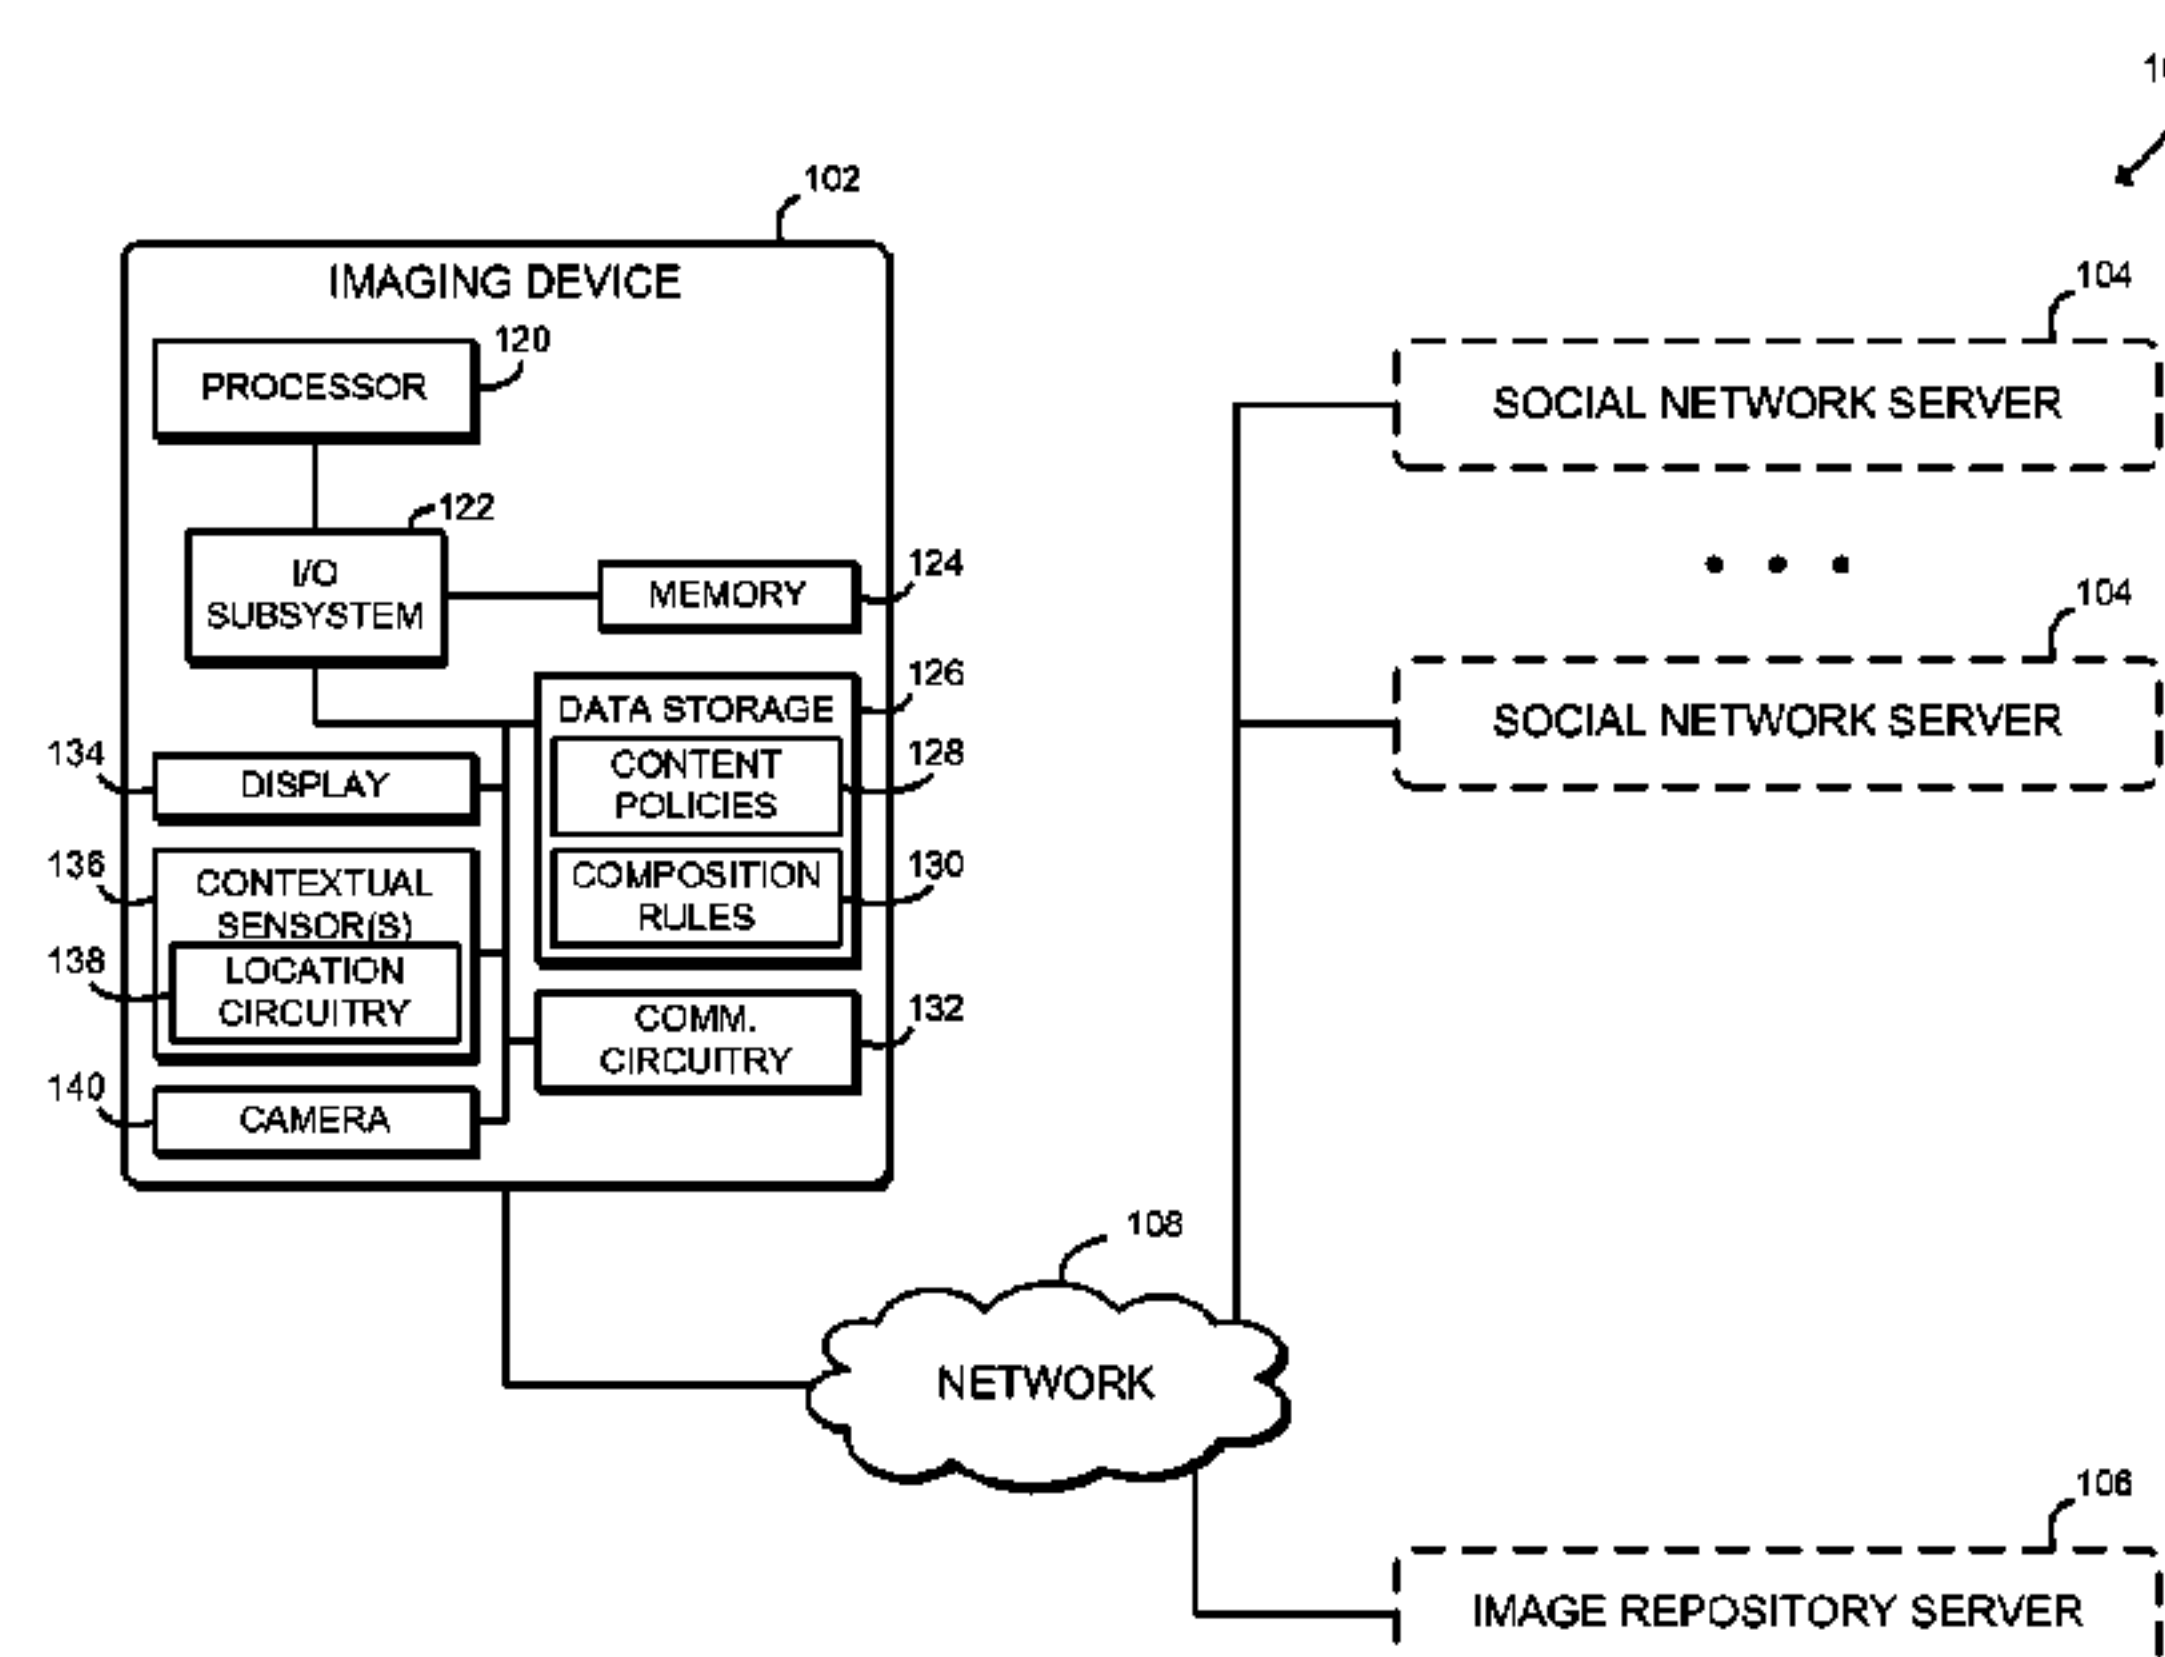 102
IMAGING DEVICE
120
PROCESSOR
122
I/O
SUBSYSTEM
124
MEMORY
126
DATA STORAGE
128
CONTENT
POLICIES
130
COMPOSITION
RULES
134
DISPLAY
136
CONTEXTUAL
SENSOR(S)
138
LOCATION
CIRCUITRY
132
COMM.
CIRCUITRY
140
CAMERA
104
SOCIAL NETWORK SERVER
• • •
104
SOCIAL NETWORK SERVER
108
NETWORK
106
IMAGE REPOSITORY SERVER